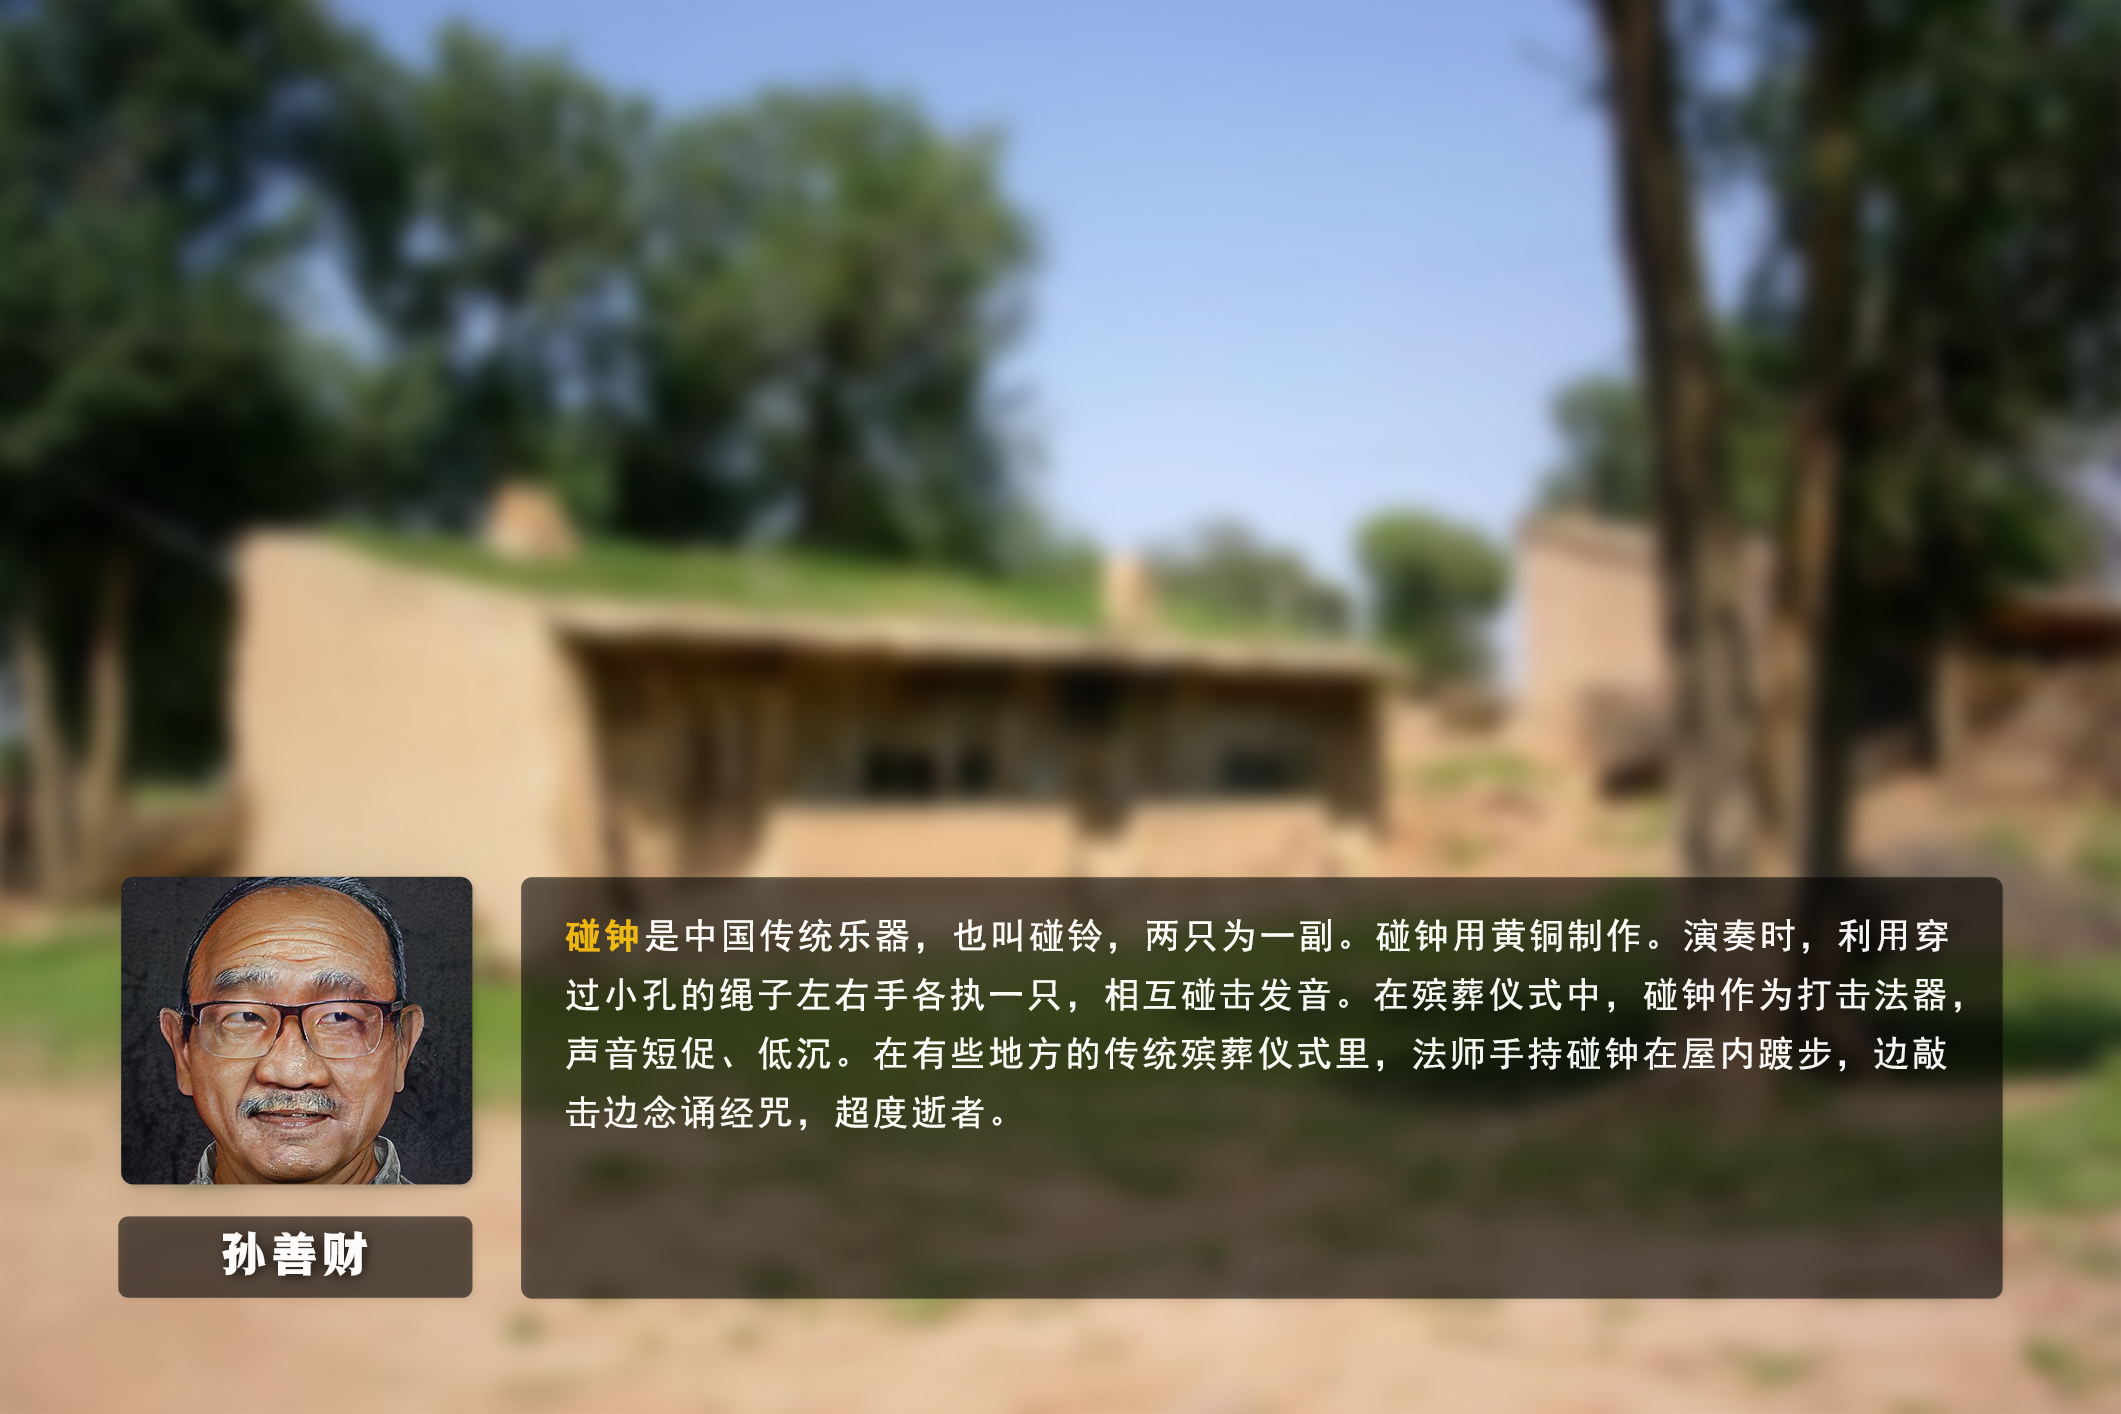 碰钟是中国传统乐器，也叫碰铃，两只为一副。碰钟用黄铜制作。演奏时，利用穿
过小孔的绳子左右手各执一只，相互碰击发音。在殡葬仪式中，碰钟作为打击法器，
声音短促、低沉。在有些地方的传统殡葬仪式里，法师手持碰钟在屋内踱步，边敲
击边念诵经咒，超度逝者。
孙善财